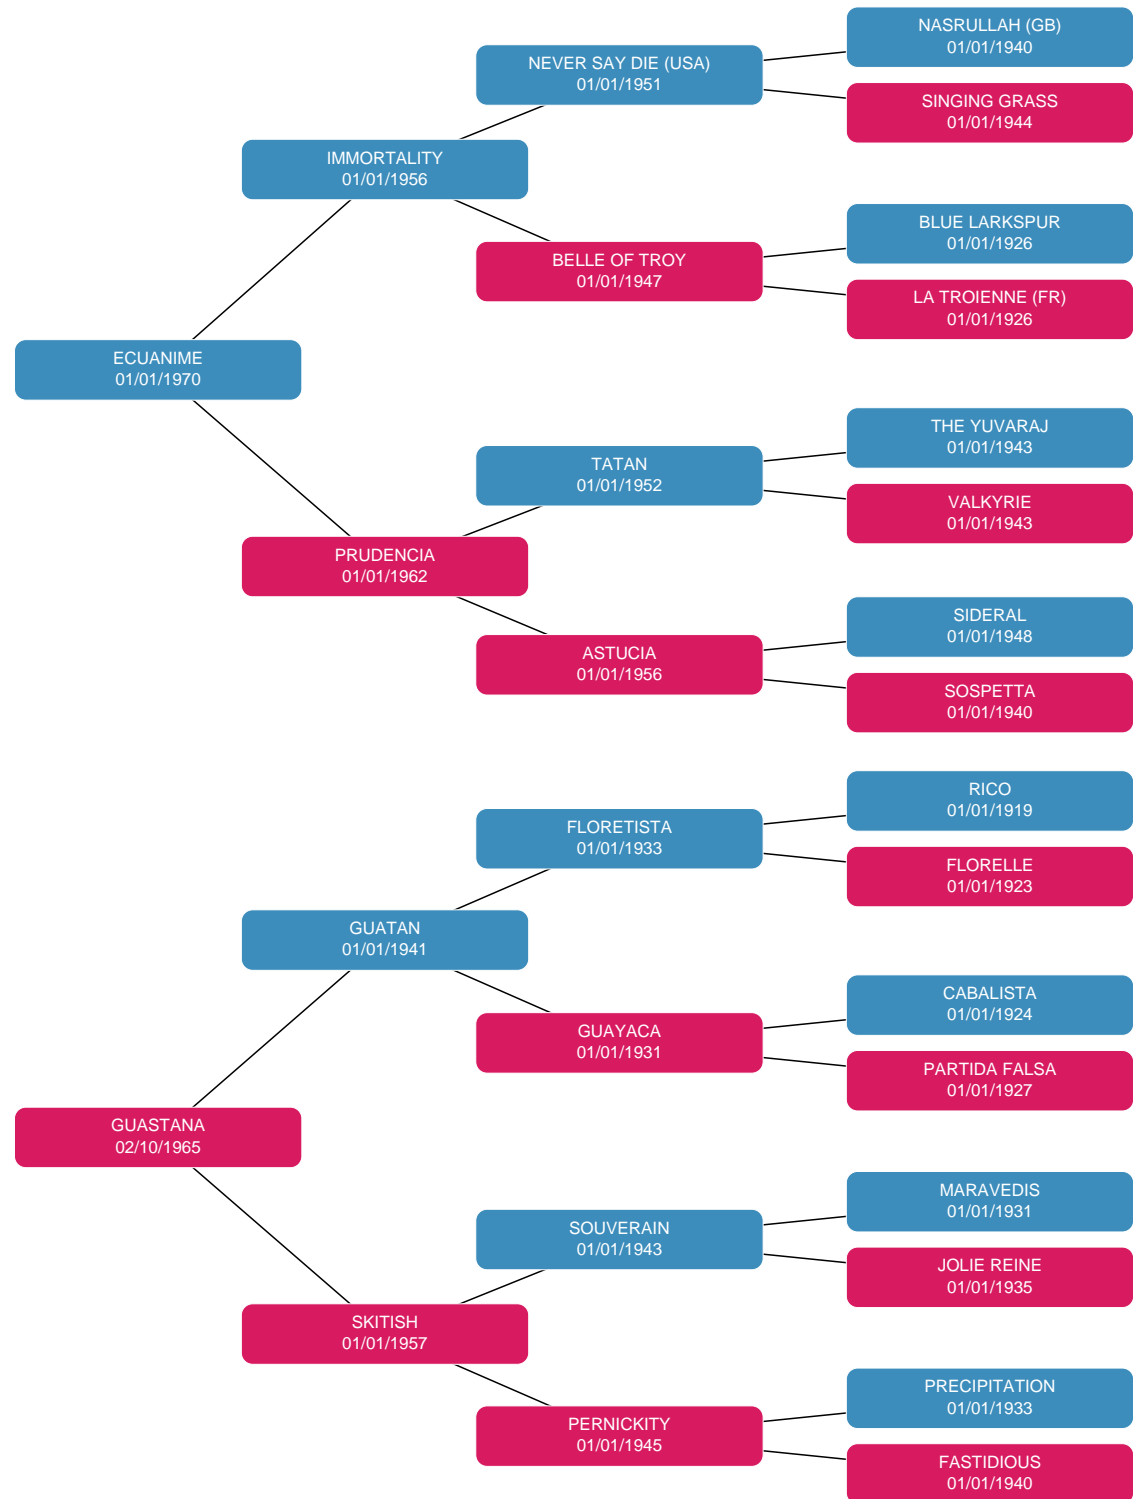 NASRULLAH (GB)
01/01/1940
NEVER SAY DIE (USA)
01/01/1951
SINGING GRASS
01/01/1944
IMMORTALITY
01/01/1956
BLUE LARKSPUR
01/01/1926
BELLE OF TROY
01/01/1947
LA TROIENNE (FR)
01/01/1926
ECUANIME
01/01/1970
THE YUVARAJ
01/01/1943
TATAN
01/01/1952
VALKYRIE
01/01/1943
PRUDENCIA
01/01/1962
SIDERAL
01/01/1948
ASTUCIA
01/01/1956
SOSPETTA
01/01/1940
RICO
01/01/1919
FLORETISTA
01/01/1933
FLORELLE
01/01/1923
GUATAN
01/01/1941
CABALISTA
01/01/1924
GUAYACA
01/01/1931
PARTIDA FALSA
01/01/1927
GUASTANA
02/10/1965
MARAVEDIS
01/01/1931
SOUVERAIN
01/01/1943
JOLIE REINE
01/01/1935
SKITISH
01/01/1957
PRECIPITATION
01/01/1933
PERNICKITY
01/01/1945
FASTIDIOUS
01/01/1940